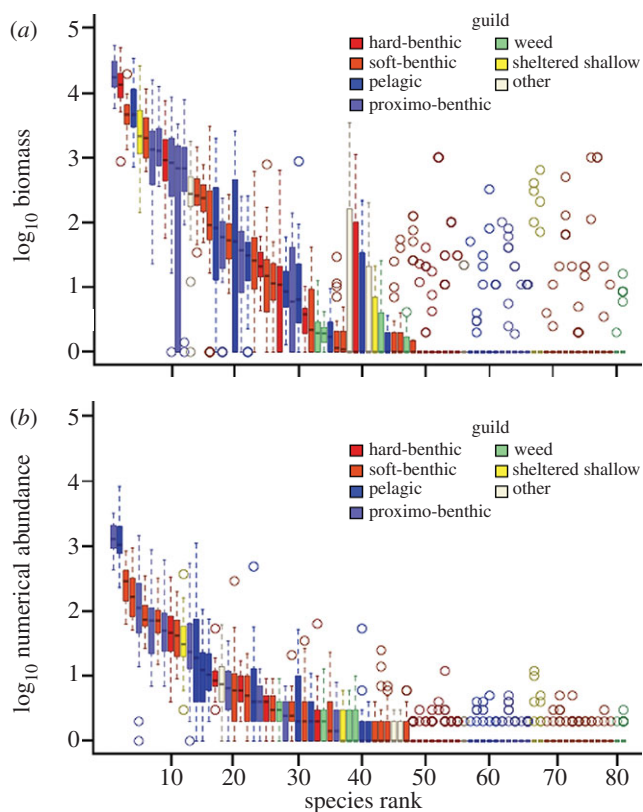 (a)
5
4
3
2
1
0
log10 biomass
guild
hard-benthic
weed
soft-benthic
sheltered shallow
pelagic
other
proximo-benthic
(b)
5
4
3
2
1
0
log10 numerical abundance
guild
hard-benthic
weed
soft-benthic
sheltered shallow
pelagic
other
proximo-benthic
10 20 30 40 50 60 70 80
species rank